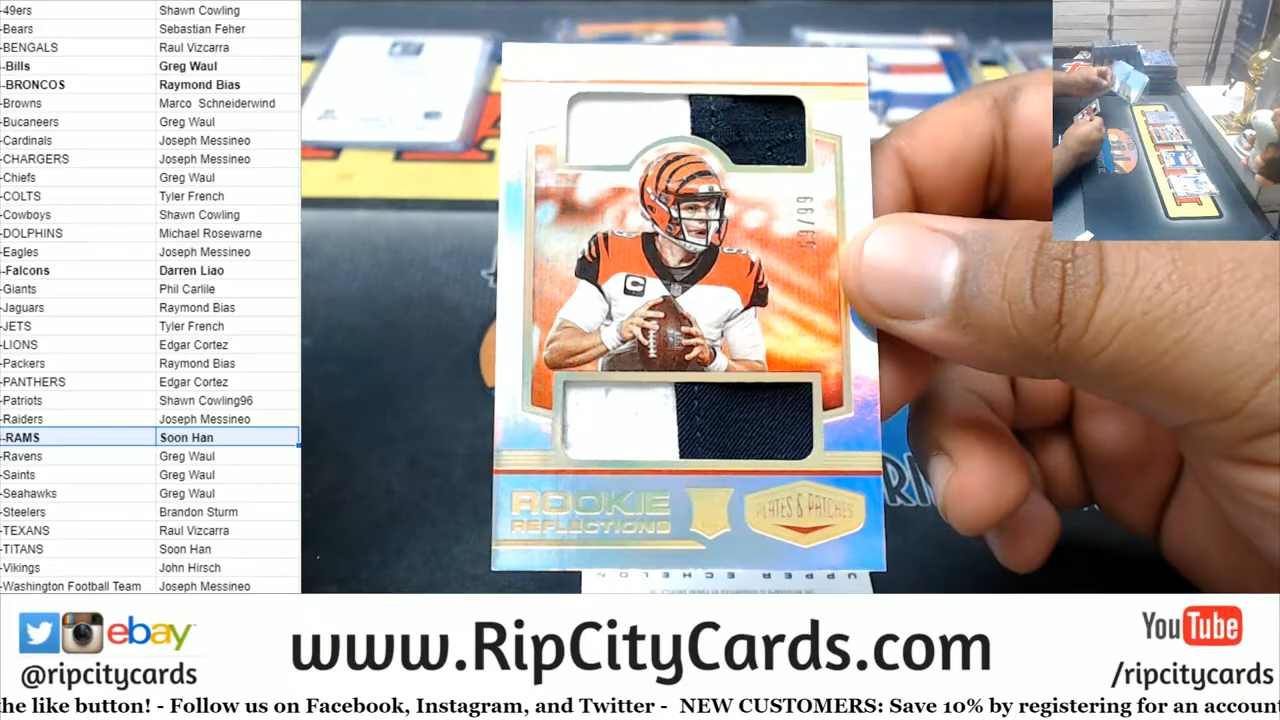 -49ers Shawn Cowling
-Bears Sebastian Feher
-BENGALS Raul Vizcarra
-Bills Greg Waul
-BRONCOS Raymond Bias
-Browns Marco Schneiderwind
-Bucaneers Greg Waul
-Cardinals Joseph Messineo
-CHARGERS Joseph Messineo
-Chiefs Greg Waul
-COLTS Tyler French
-Cowboys Shawn Cowling
-DOLPHINS Michael Rosewarne
-Eagles Joseph Messineo
-Falcons Darren Liao
-Giants Phil Carlile
-Jaguars Raymond Bias
-JETS Tyler French
-LIONS Edgar Cortez
-Packers Raymond Bias
-PANTHERS Edgar Cortez
-Patriots Shawn Cowling96
-Raiders Joseph Messineo
-RAMS Soon Han
-Ravens Greg Waul
-Saints Greg Waul
-Seahawks Greg Waul
-Steelers Brandon Sturm
-TEXANS Raul Vizcarra
-TITANS Soon Han
-Vikings John Hirsch
-Washington Football Team Joseph Messineo
C
9
ROOKIE
REFLECTIONS
PLATES & PATCHES
UPPER ECHELON
ebay
@ripcitycards
www.RipCityCards.com
YouTube
/ripcitycards
the like button! - Follow us on Facebook, Instagram, and Twitter - NEW CUSTOMERS: Save 10% by registering for an accoun